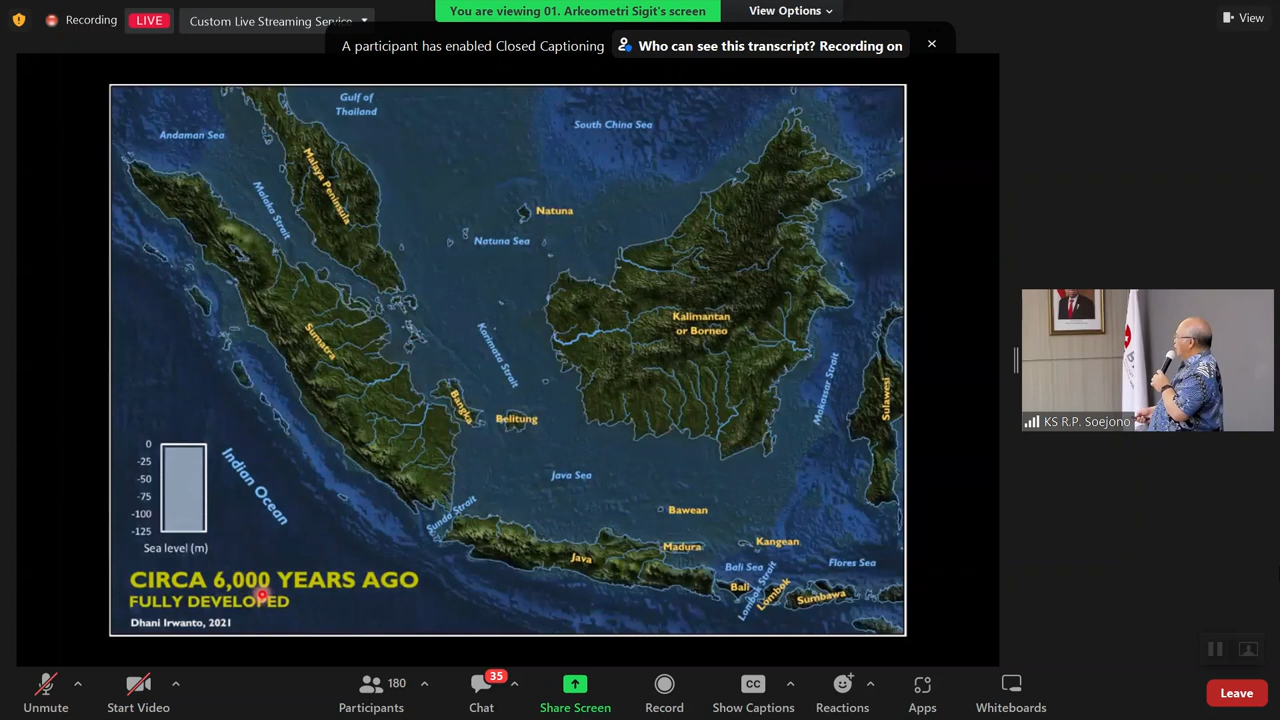 Recording
LIVE
Custom Live Streaming Service
You are viewing 01. Arkeometri Sigit's screen
View Options
View
A participant has enabled Closed Captioning
Who can see this transcript? Recording on
Gulf of
Thailand
Andaman Sea
South China Sea
Malaya Peninsula
Malaka Strait
Natuna
Natuna Sea
Kalimantan
or Borneo
Sumatra
Karimata Strait
Makassar Strait
Sulawesi
Bangka
Belitung
Indian Ocean
Java Sea
Sunda Strait
Bawean
Madura
Kangean
Java
Bali Sea
Flores Sea
Bali
Lombok Strait
Lombok
Sumbawa
0
-25
-50
-75
-100
-125
Sea level (m)
CIRCA 6,000 YEARS AGO
FULLY DEVELOPED
Dhani Irwanto, 2021
KS R.P. Soejono
Unmute
Start Video
180
Participants
35
Chat
Share Screen
Record
CC
Show Captions
Reactions
Apps
Whiteboards
Leave